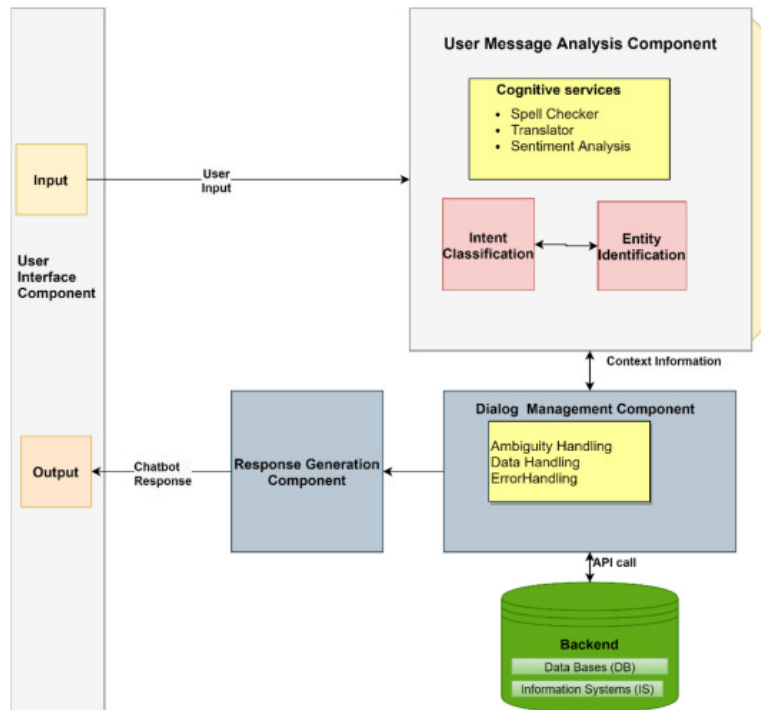 User Message Analysis Component
Cognitive services
• Spell Checker
• Translator
• Sentiment Analysis
Input
User
Input
Intent
Classification
Entity
Identification
User
Interface
Component
Context Information
Dialog Management Component
Ambiguity Handling
Data Handling
ErrorHandling
Response Generation
Component
Chatbot
Response
Output
API call
Backend
Data Bases (DB)
Information Systems (IS)